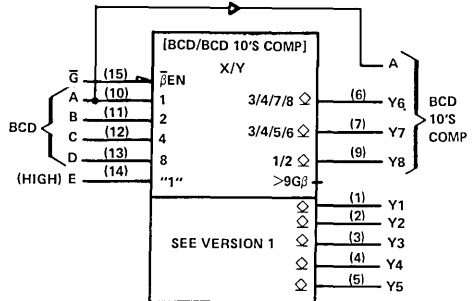 [BCD/BCD 10'S COMP]
X/Y
G̅ (15) β̅EN
A (10) 1
B (11) 2
C (12) 4
D (13) 8
BCD
(HIGH) E (14) "1"
A
3/4/7/8 ◇ (6) Y6
3/4/5/6 ◇ (7) Y7
1/2 ◇ (9) Y8
>9Gβ
BCD
10'S
COMP
SEE VERSION 1
◇ (1) Y1
◇ (2) Y2
◇ (3) Y3
◇ (4) Y4
◇ (5) Y5